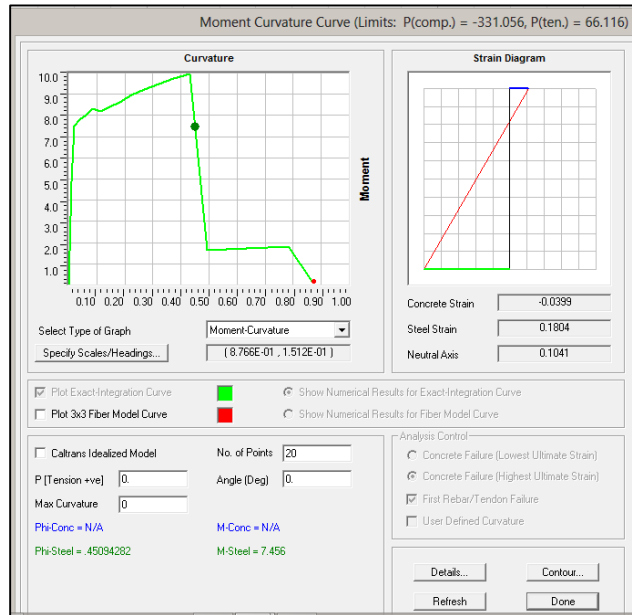 Moment Curvature Curve (Limits: P(comp.) = -331.056, P(ten.) = 66.116)
Curvature
10.0
9.0
8.0
7.0
6.0
5.0
4.0
3.0
2.0
1.0
0.10 0.20 0.30 0.40 0.50 0.60 0.70 0.80 0.90 1.00
Moment
Select Type of Graph
Moment-Curvature
Specify Scales/Headings...
( 8.766E-01 , 1.512E-01 )
Strain Diagram
Concrete Strain
-0.0399
Steel Strain
0.1804
Neutral Axis
0.1041
Plot Exact-Integration Curve
Show Numerical Results for Exact-Integration Curve
Plot 3x3 Fiber Model Curve
Show Numerical Results for Fiber Model Curve
Caltrans Idealized Model
No. of Points
20
P [Tension +ve]
0.
Angle (Deg)
0.
Max Curvature
0
Phi-Conc = N/A
M-Conc = N/A
Phi-Steel = .45094282
M-Steel = 7.456
Analysis Control
Concrete Failure (Lowest Ultimate Strain)
Concrete Failure (Highest Ultimate Strain)
First Rebar/Tendon Failure
User Defined Curvature
Details...
Contour...
Refresh
Done